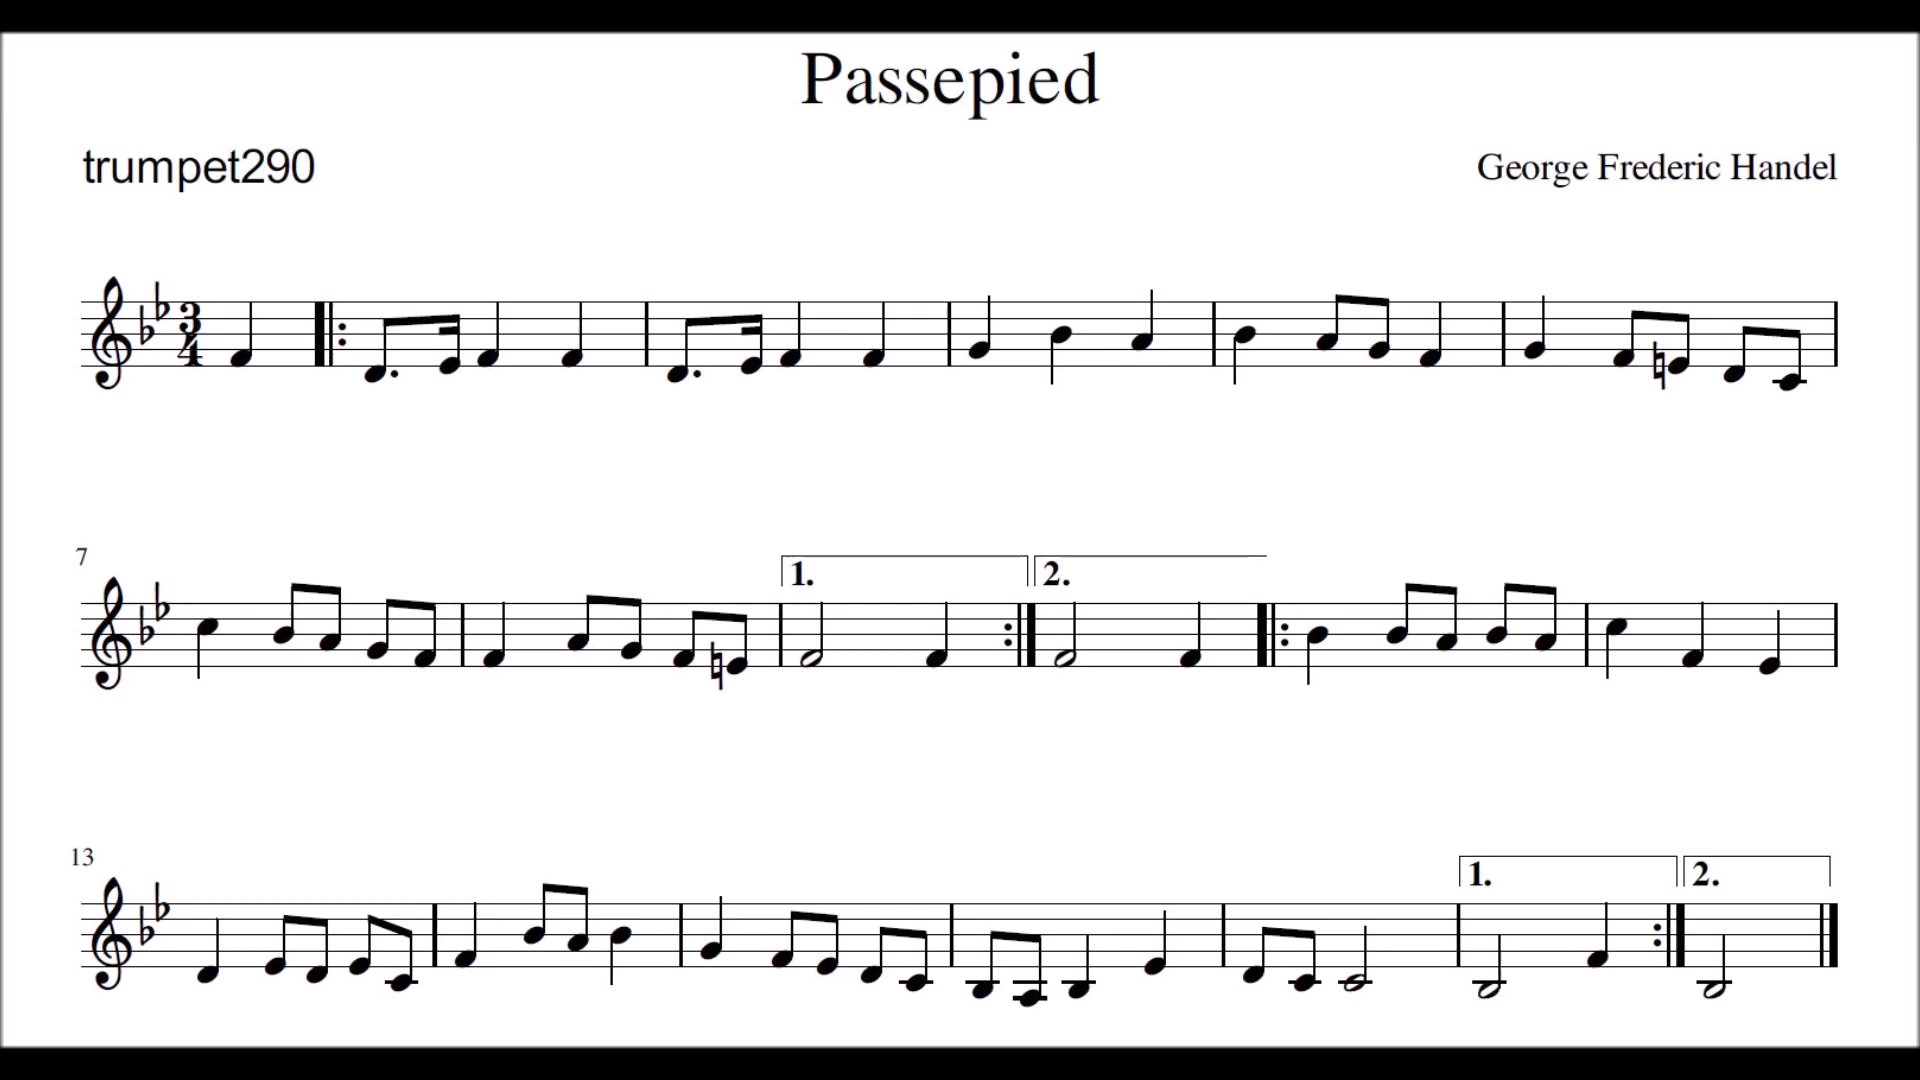 Passepied
trumpet290
George Frederic Handel
3
4
7
1.
2.
13
1.
2.